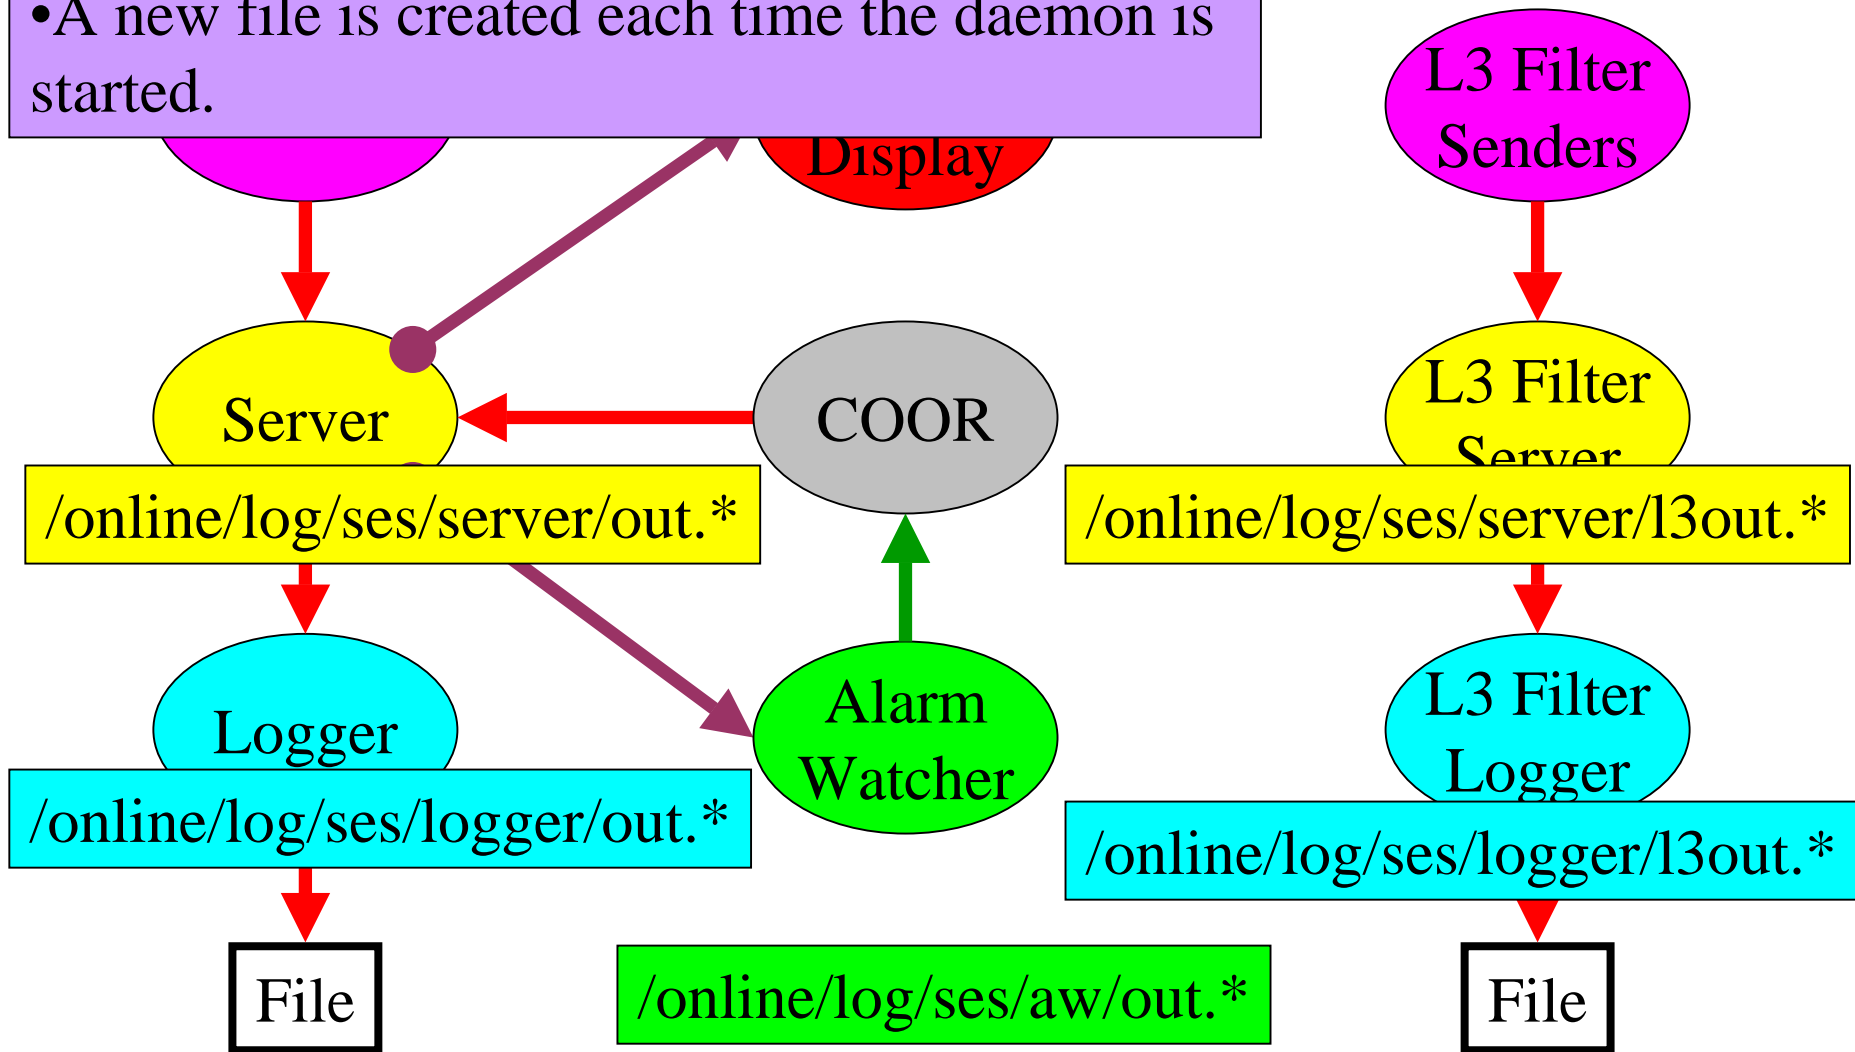 •A new file is created each time the daemon is
started.
Display
L3 Filter
Senders
Server
COOR
L3 Filter
Server
/online/log/ses/server/out.*
/online/log/ses/server/l3out.*
Logger
Alarm
Watcher
L3 Filter
Logger
/online/log/ses/logger/out.*
/online/log/ses/logger/l3out.*
File
/online/log/ses/aw/out.*
File